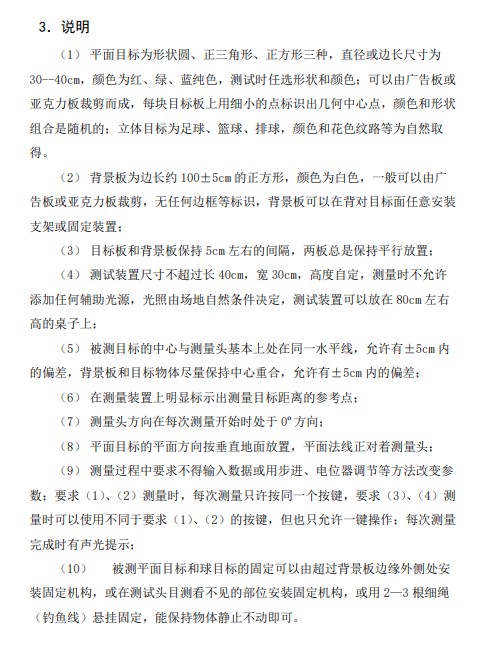 3．说明
（1） 平面目标为形状圆、正三角形、正方形三种，直径或边长尺寸为
30--40cm，颜色为红、绿、蓝纯色，测试时任选形状和颜色；可以由广告板或
亚克力板裁剪而成，每块目标板上用细小的点标识出几何中心点，颜色和形状
组合是随机的；立体目标为足球、篮球、排球，颜色和花色纹路等为自然取
得。
（2） 背景板为边长约 100±5cm 的正方形，颜色为白色，一般可以由广
告板或亚克力板裁剪，无任何边框等标识，背景板可以在背对目标面任意安装
支架或固定装置；
（3） 目标板和背景板保持 5cm 左右的间隔，两板总是保持平行放置；
（4） 测试装置尺寸不超过长 40cm，宽 30cm，高度自定，测量时不允许
添加任何辅助光源，光照由场地自然条件决定，测试装置可以放在 80cm 左右
高的桌子上；
（5） 被测目标的中心与测量头基本上处在同一水平线，允许有±5cm 内
的偏差，背景板和目标物体尽量保持中心重合，允许有±5cm 内的偏差；
（6） 在测量装置上明显标示出测量目标距离的参考点；
（7） 测量头方向在每次测量开始时处于 0º方向；
（8） 平面目标的平面方向按垂直地面放置，平面法线正对着测量头；
（9） 测量过程中要求不得输入数据或用步进、电位器调节等方法改变参
数；要求（1）、（2）测量时，每次测量只许按同一个按键，要求（3）、（4）测
量时可以使用不同于要求（1）、（2）的按键，但也只允许一键操作；每次测量
完成时有声光提示；
（10） 被测平面目标和球目标的固定可以由超过背景板边缘外侧处安
装固定机构，或在测试头目测看不见的部位安装固定机构，或用 2—3 根细绳
（钓鱼线）悬挂固定，能保持物体静止不动即可。